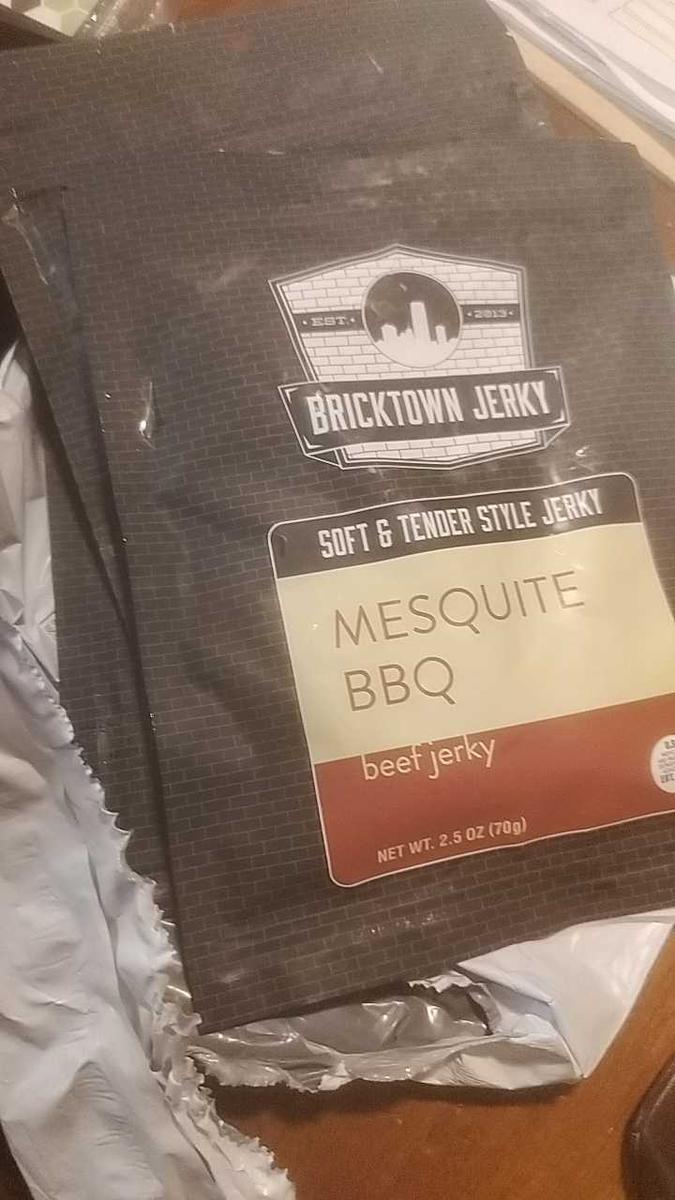 EST. 2013
BRICKTOWN JERKY
SOFT & TENDER STYLE JERKY
MESQUITE
BBQ
beef jerky
NET WT. 2.5 OZ (70g)